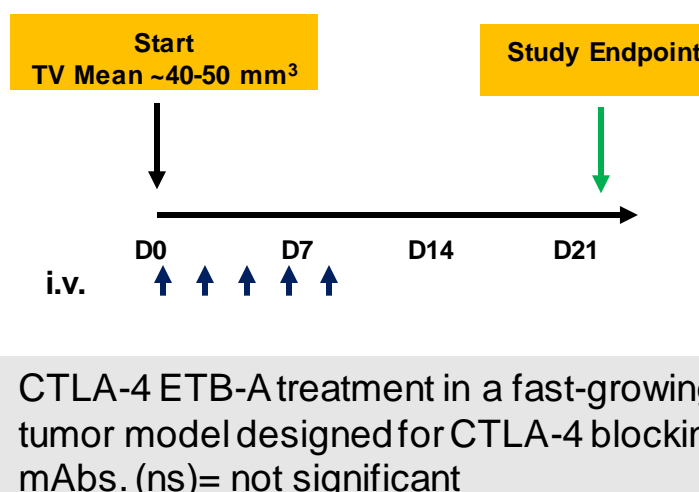 Start
TV Mean ~40-50 mm³
Study Endpoint
D0 D7 D14 D21
i.v.
CTLA-4 ETB-A treatment in a fast-growing
tumor model designed for CTLA-4 blockin
mAbs. (ns)= not significant